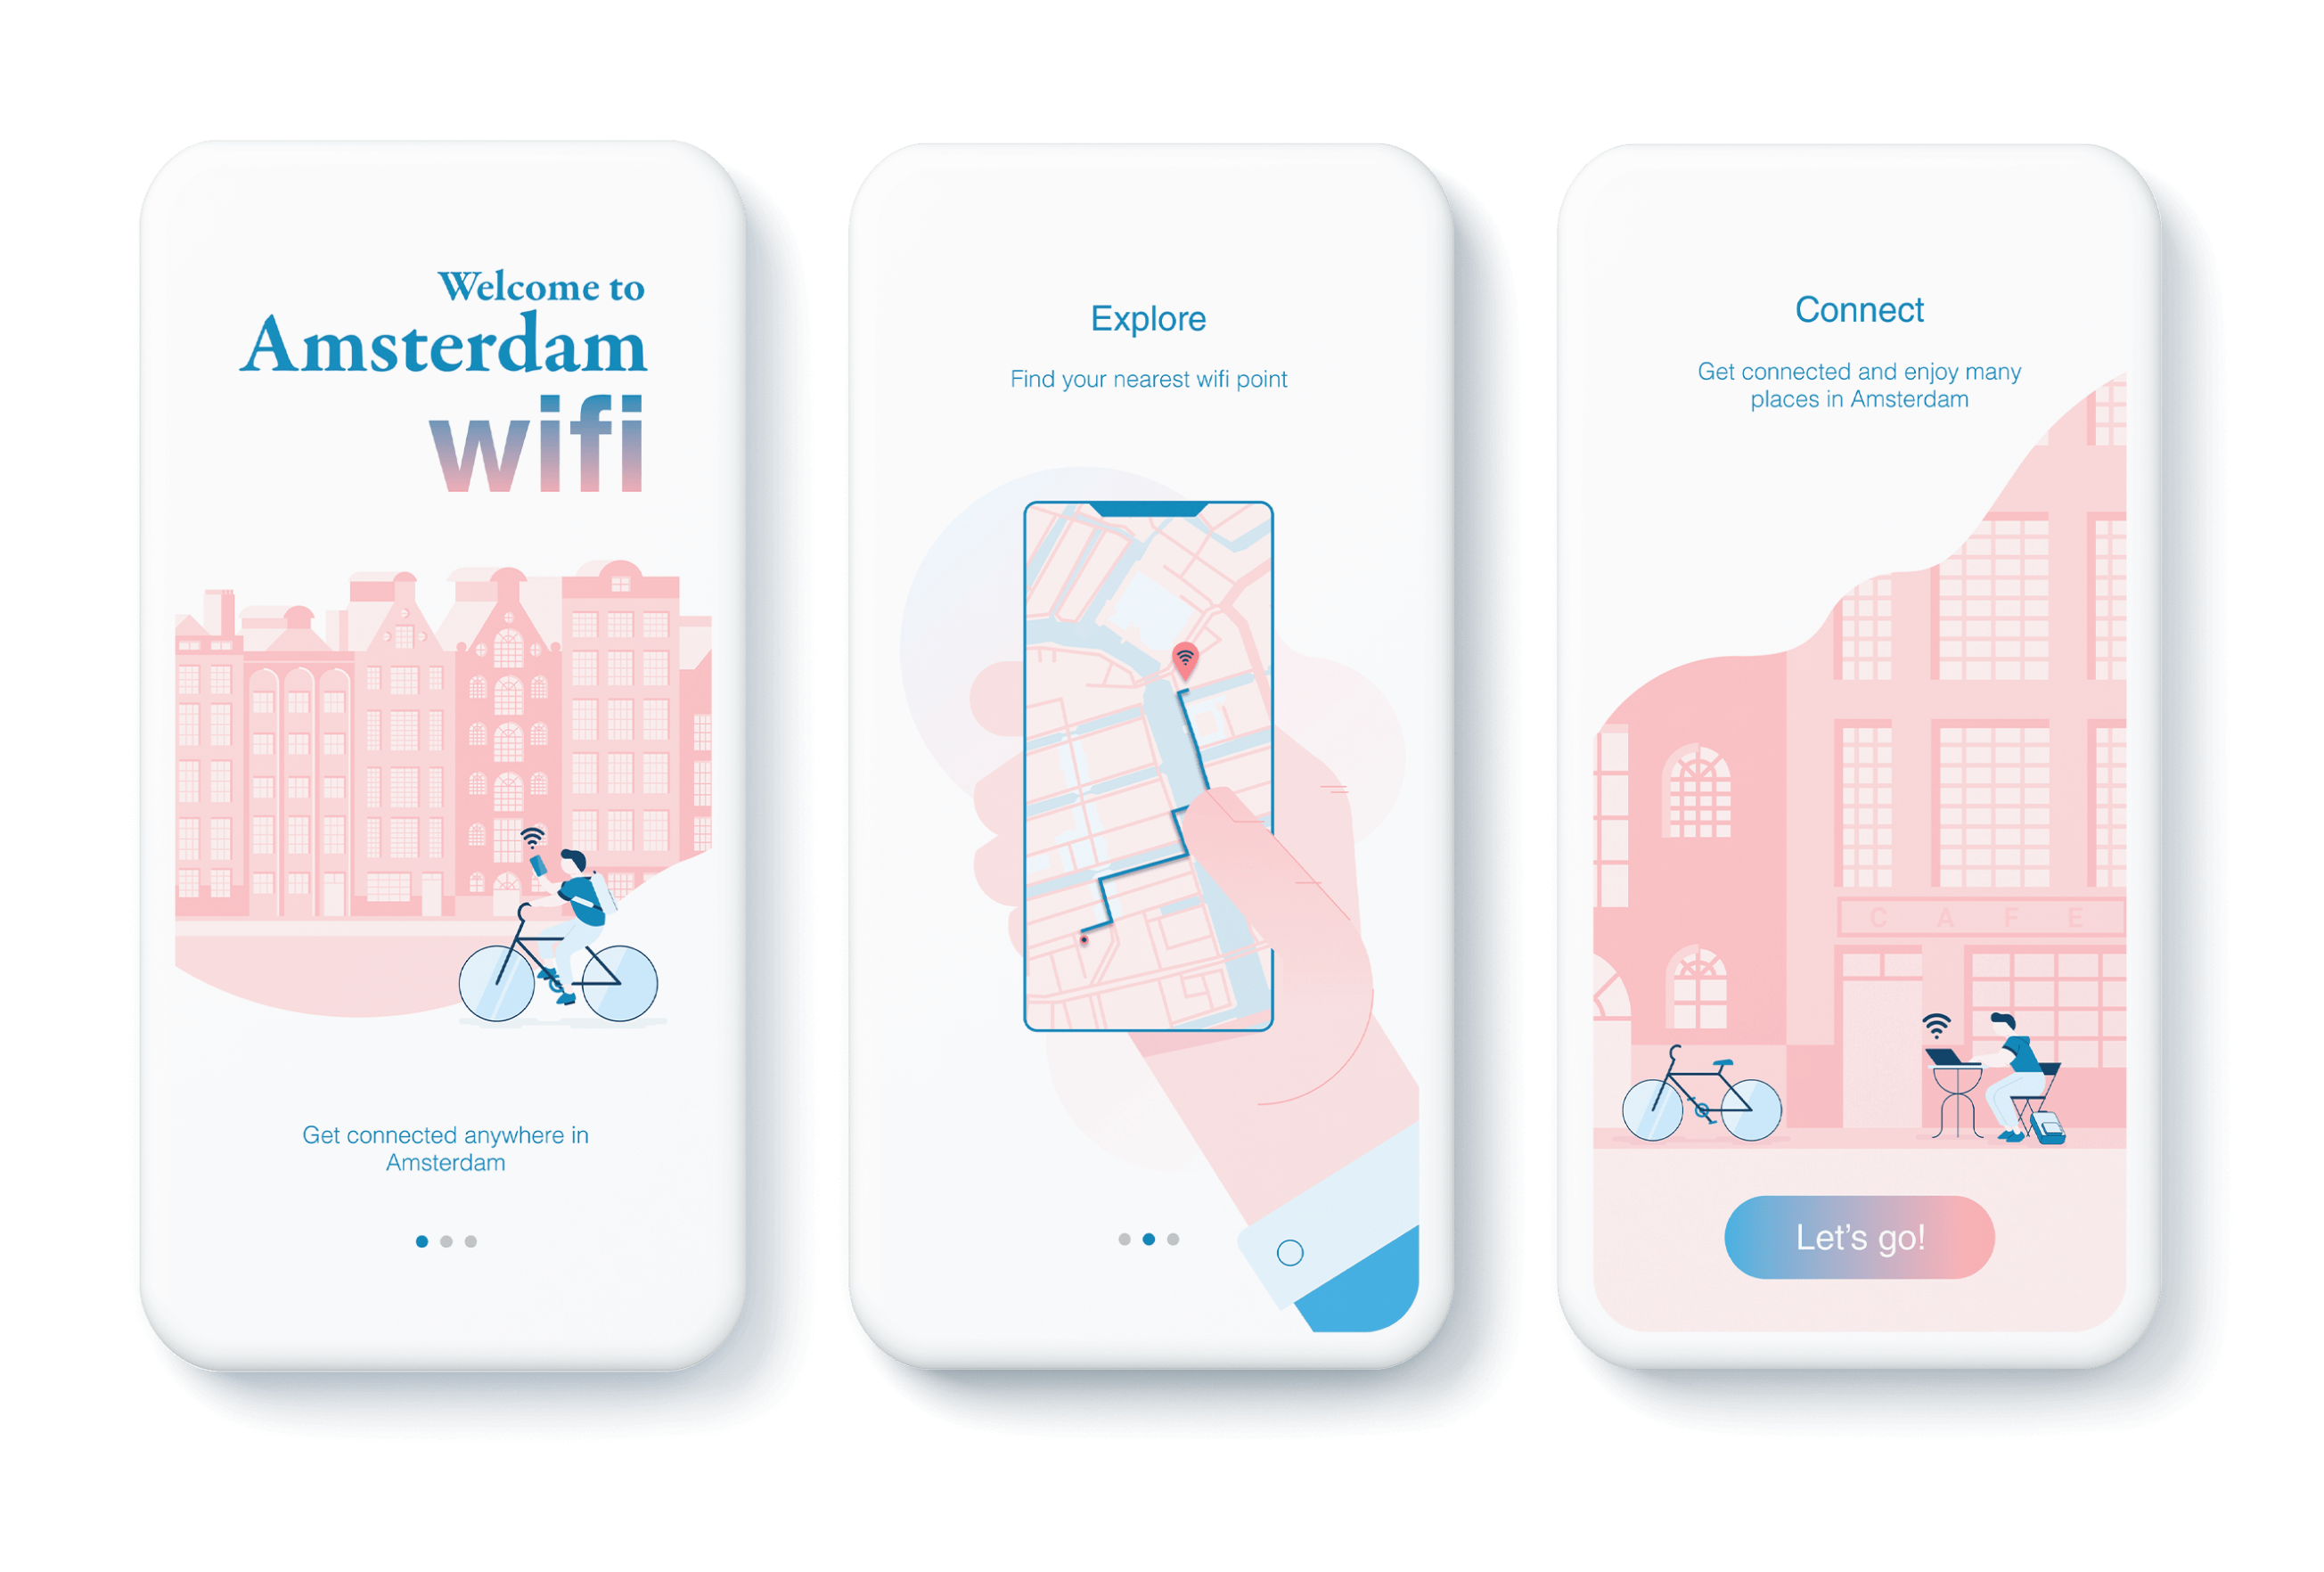 Welcome to
Amsterdam
wifi
Get connected anywhere in
Amsterdam
Explore
Find your nearest wifi point
Connect
Get connected and enjoy many
places in Amsterdam
CAFE
Let's go!